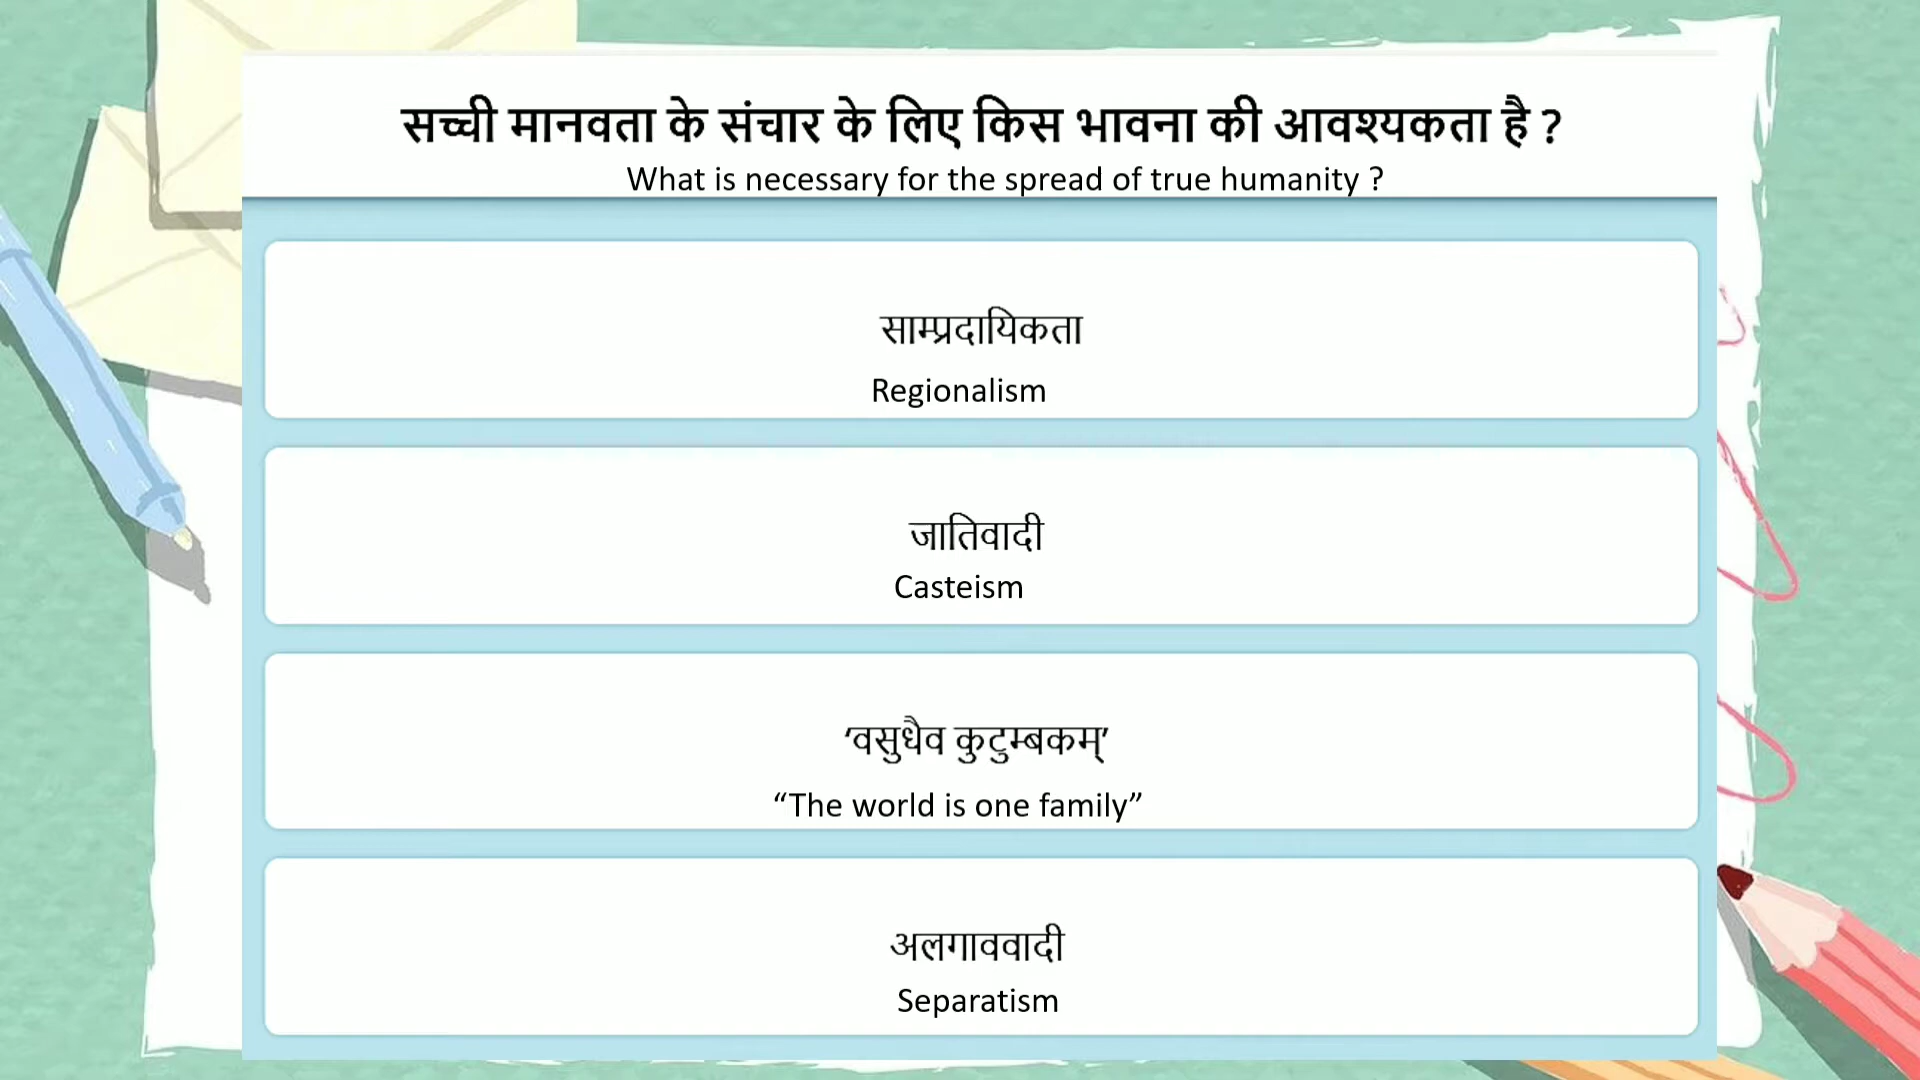 सच्ची मानवता के संचार के लिए किस भावना की आवश्यकता है ?
What is necessary for the spread of true humanity ?
साम्प्रदायिकता
Regionalism
जातिवादी
Casteism
‘वसुधैव कुटुम्बकम्’
“The world is one family”
अलगाववादी
Separatism